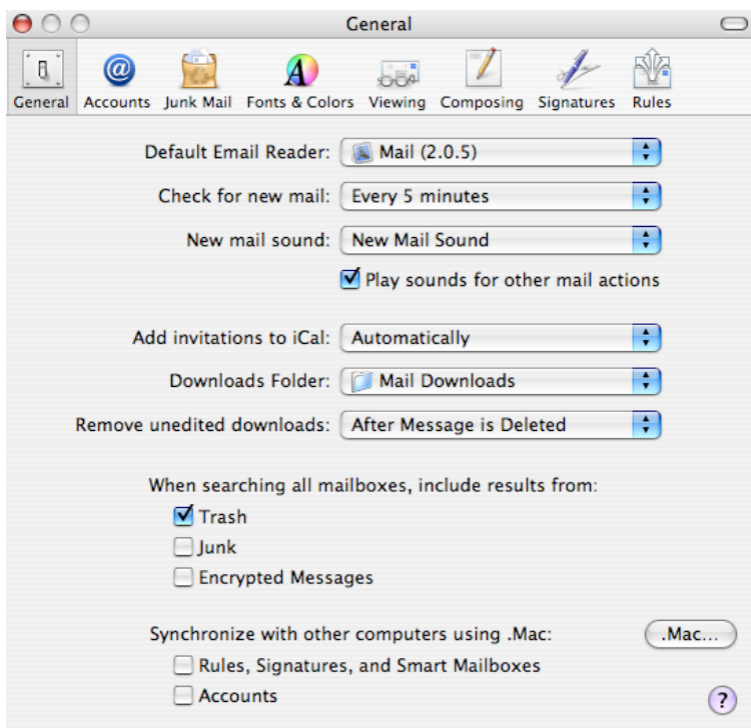 General
General Accounts Junk Mail Fonts & Colors Viewing Composing Signatures Rules
Default Email Reader: Mail (2.0.5)
Check for new mail: Every 5 minutes
New mail sound: New Mail Sound
Play sounds for other mail actions
Add invitations to iCal: Automatically
Downloads Folder: Mail Downloads
Remove unedited downloads: After Message is Deleted
When searching all mailboxes, include results from:
Trash
Junk
Encrypted Messages
Synchronize with other computers using .Mac: .Mac...
Rules, Signatures, and Smart Mailboxes
Accounts ?